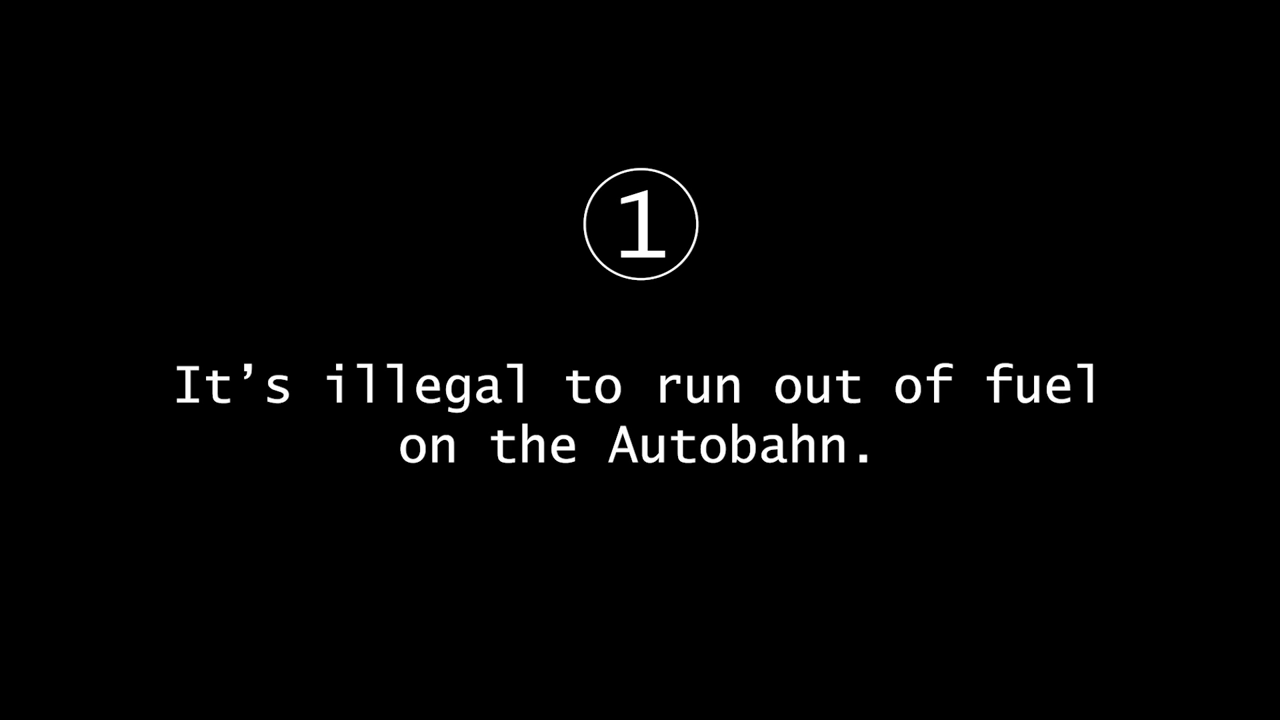 ①
It’s illegal to run out of fuel
on the Autobahn.